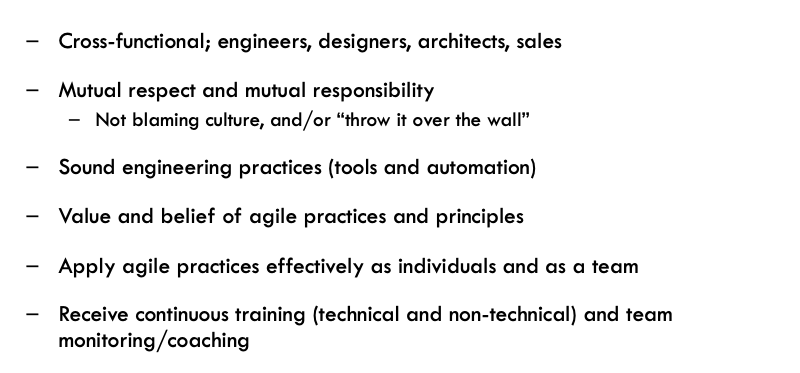 – Cross-functional; engineers, designers, architects, sales
– Mutual respect and mutual responsibility
– Not blaming culture, and/or “throw it over the wall”
– Sound engineering practices (tools and automation)
– Value and belief of agile practices and principles
– Apply agile practices effectively as individuals and as a team
– Receive continuous training (technical and non-technical) and team
monitoring/coaching